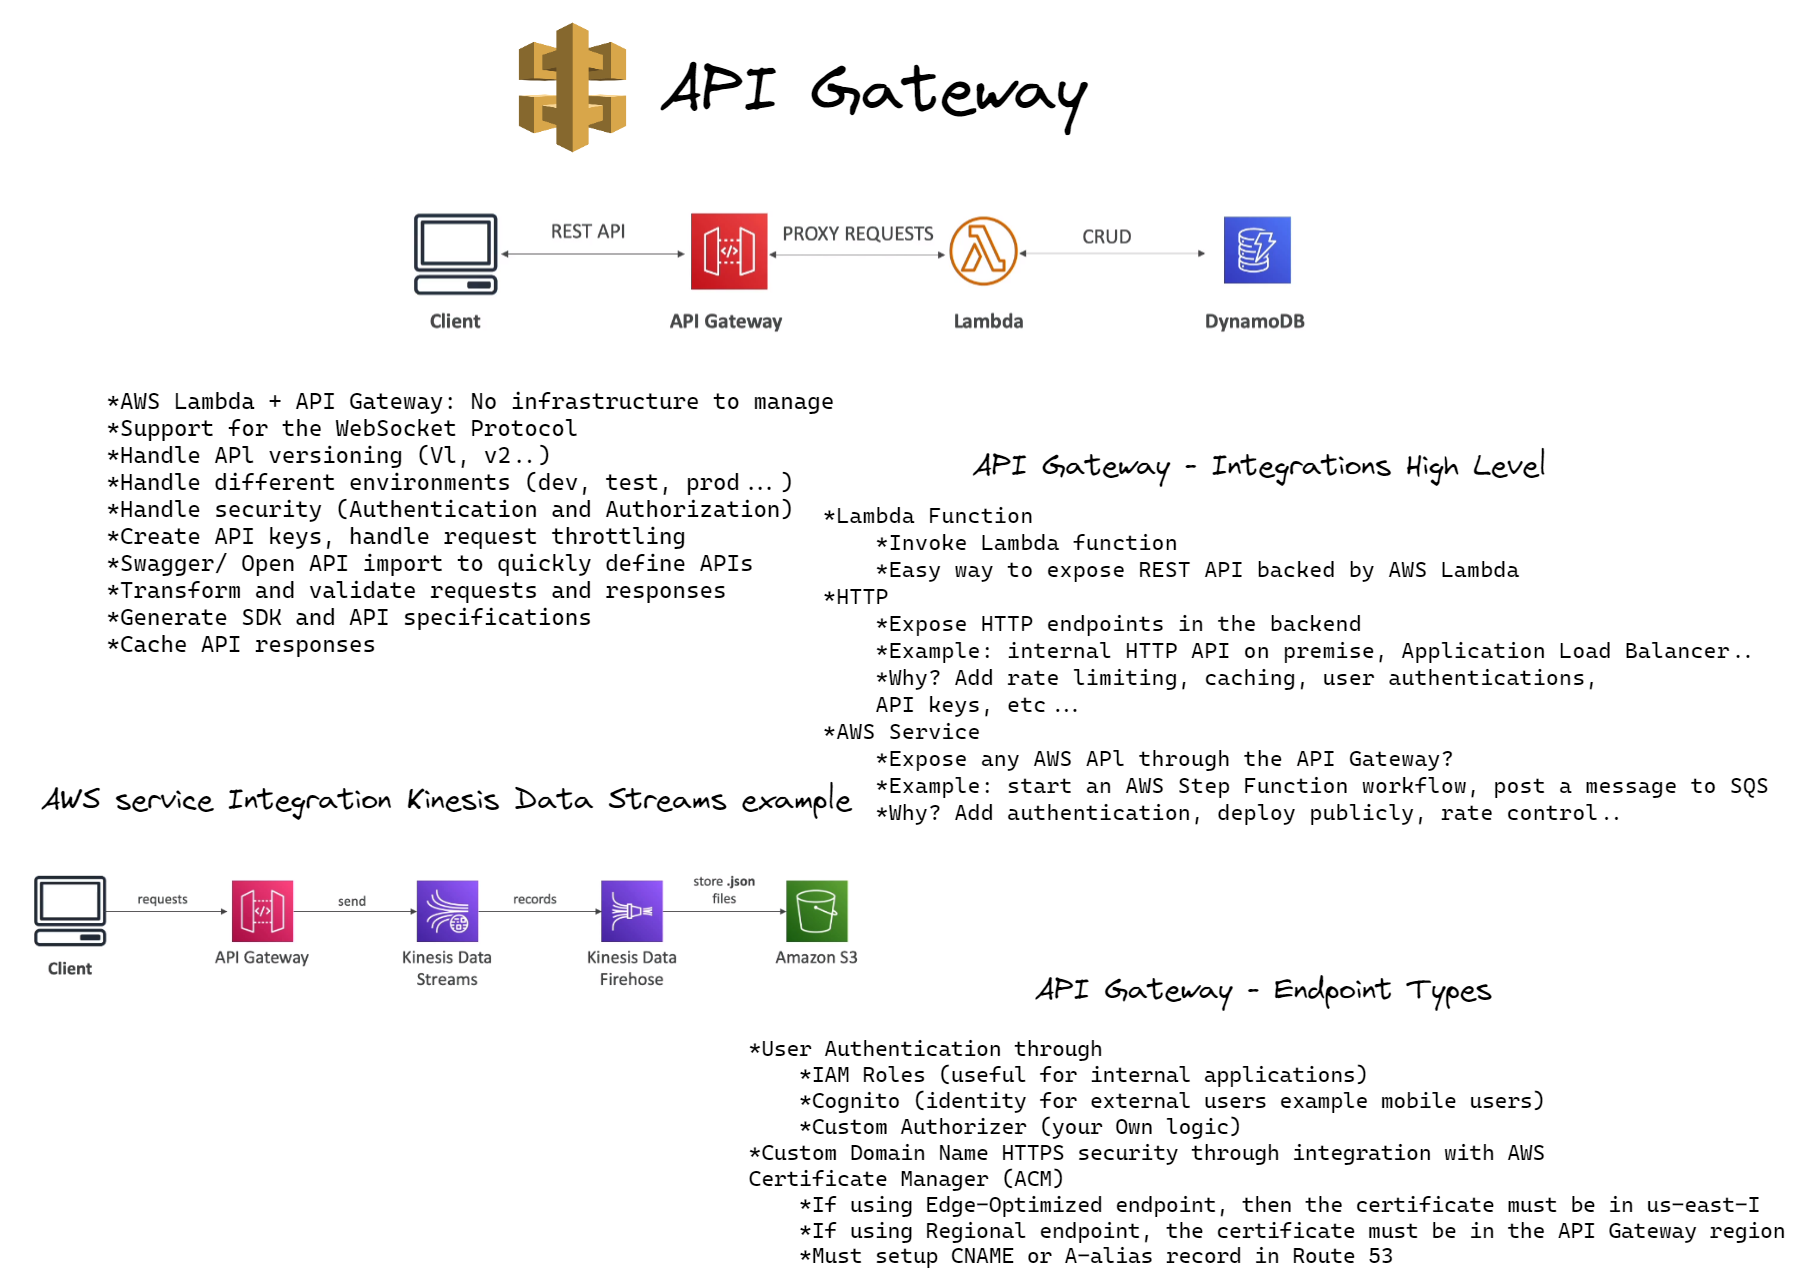 API Gateway
REST API
PROXY REQUESTS
CRUD
Client
API Gateway
Lambda
DynamoDB
*AWS Lambda + API Gateway: No infrastructure to manage
*Support for the WebSocket Protocol
*Handle APl versioning (Vl, v2..)
*Handle different environments (dev, test, prod...)
*Handle security (Authentication and Authorization)
*Create API keys, handle request throttling
*Swagger/ Open API import to quickly define APIs
*Transform and validate requests and responses
*Generate SDK and API specifications
*Cache API responses
API Gateway - Integrations High Level
*Lambda Function
*Invoke Lambda function
*Easy way to expose REST API backed by AWS Lambda
*HTTP
*Expose HTTP endpoints in the backend
*Example: internal HTTP API on premise, Application Load Balancer..
*Why? Add rate limiting, caching, user authentications,
API keys, etc...
*AWS Service
*Expose any AWS APl through the API Gateway?
*Example: start an AWS Step Function workflow, post a message to SQS
*Why? Add authentication, deploy publicly, rate control..
AWS service Integration Kinesis Data Streams example
requests
send
records
store .json
files
Client
API Gateway
Kinesis Data
Streams
Kinesis Data
Firehose
Amazon S3
API Gateway - Endpoint Types
*User Authentication through
*IAM Roles (useful for internal applications)
*Cognito (identity for external users example mobile users)
*Custom Authorizer (your Own logic)
*Custom Domain Name HTTPS security through integration with AWS
Certificate Manager (ACM)
*If using Edge-Optimized endpoint, then the certificate must be in us-east-I
*If using Regional endpoint, the certificate must be in the API Gateway region
*Must setup CNAME or A-alias record in Route 53